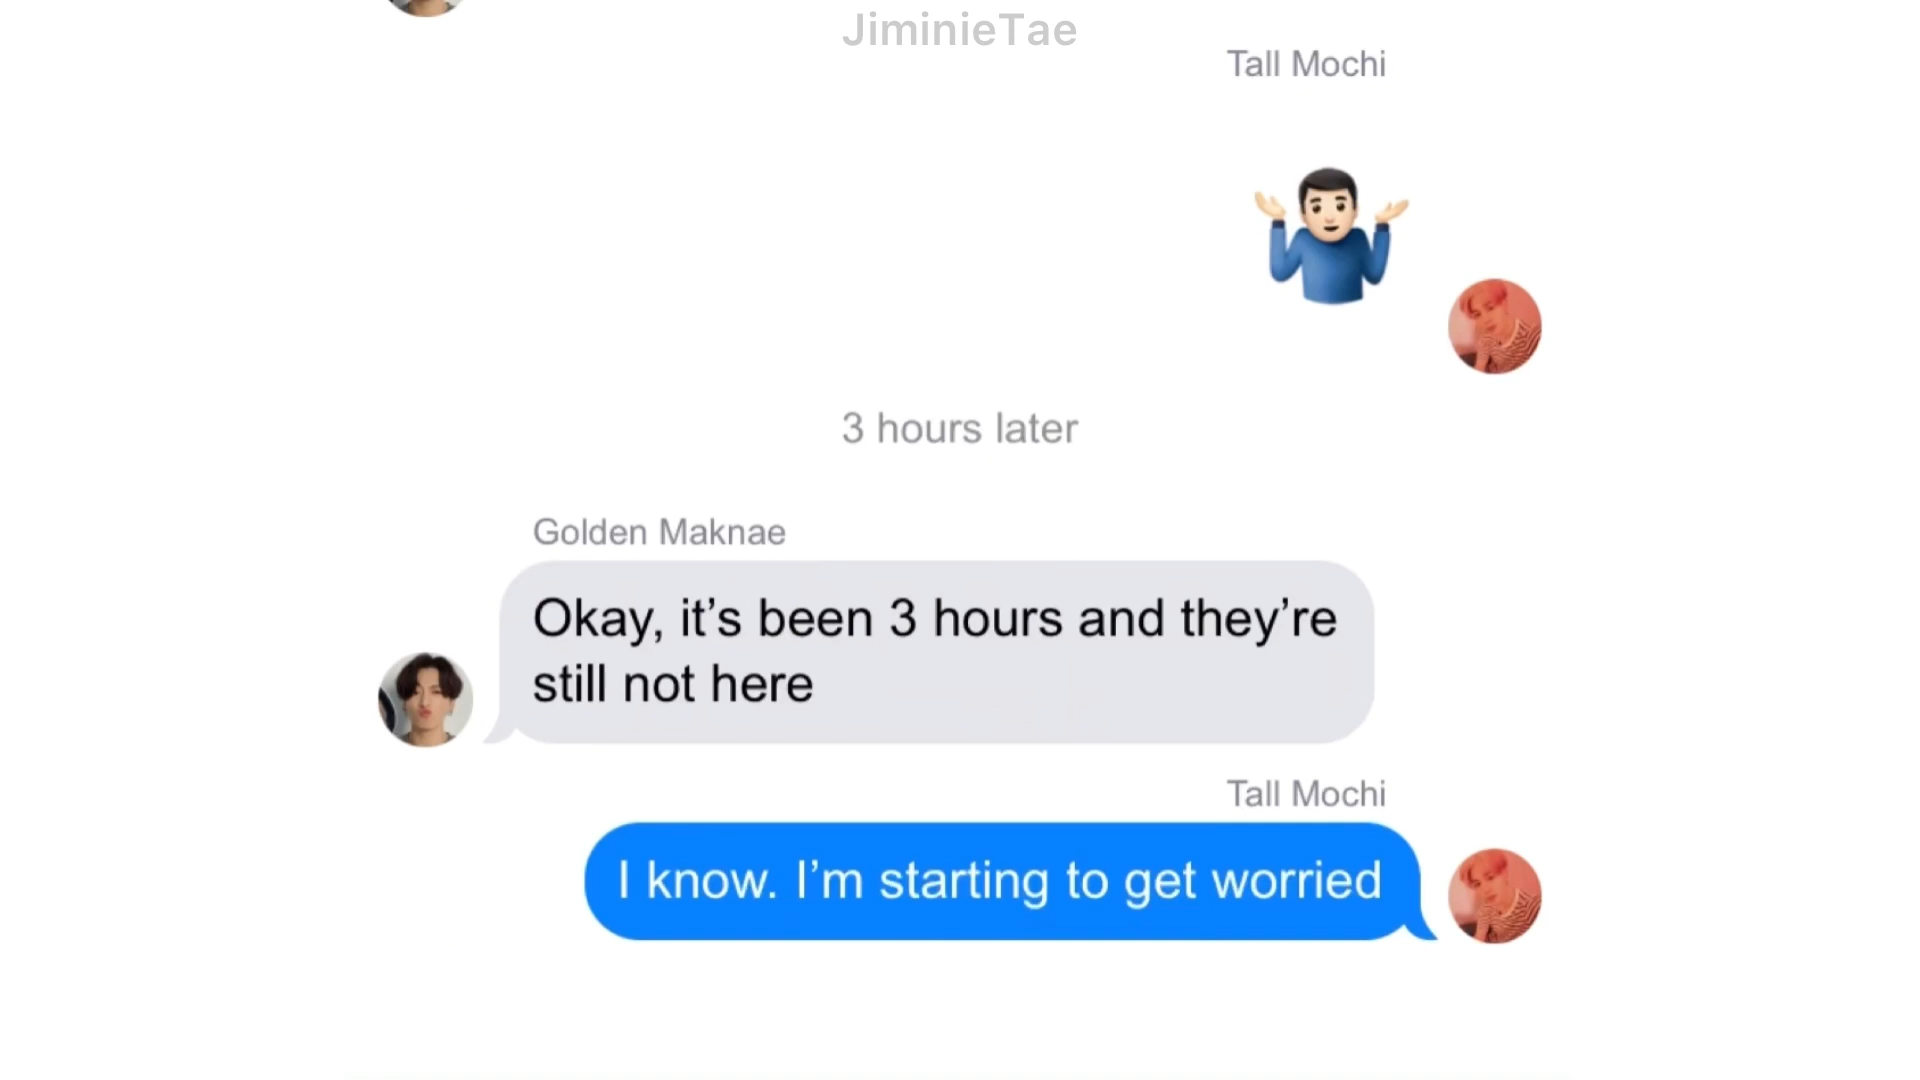 JiminieTae
Tall Mochi
3 hours later
Golden Maknae
Okay, it’s been 3 hours and they’re
still not here
Tall Mochi
I know. I’m starting to get worried